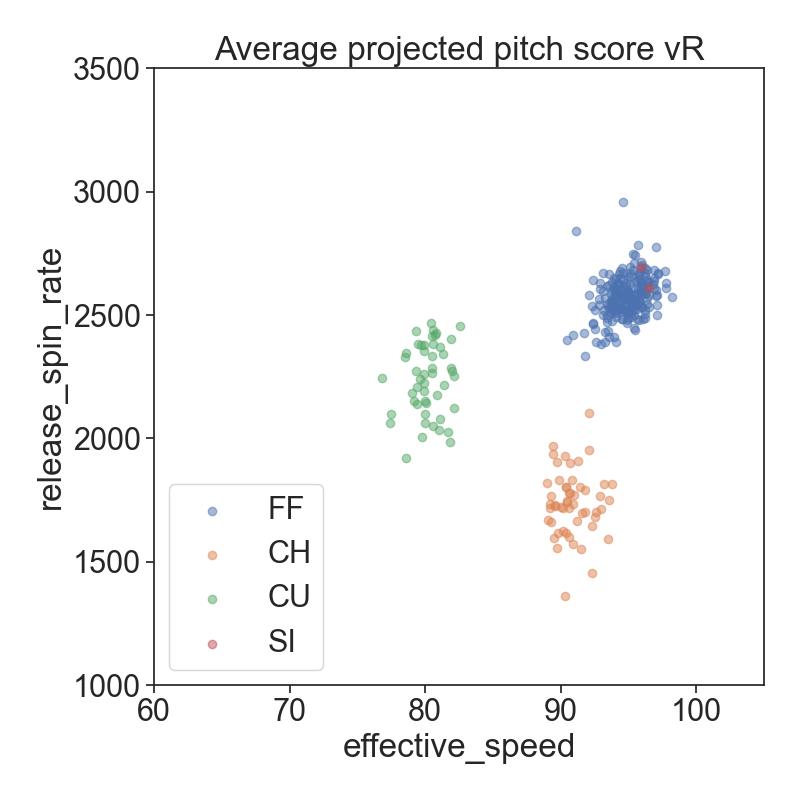 Average projected pitch score vR
3500
3000
2500
2000
1500
1000
release_spin_rate
FF
CH
CU
SI
60 70 80 90 100
effective_speed